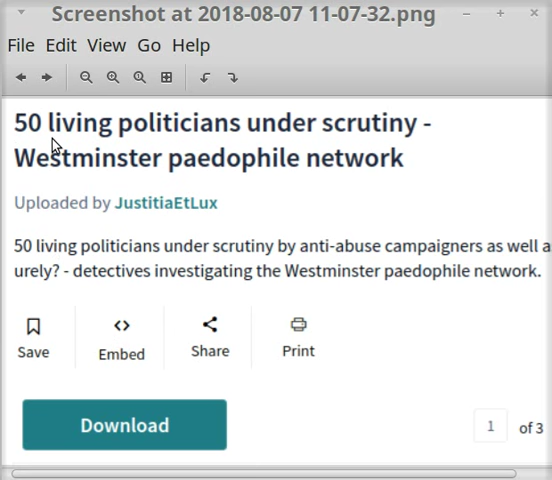 Screenshot at 2018-08-07 11-07-32.png
File Edit View Go Help
50 living politicians under scrutiny -
Westminster paedophile network
Uploaded by JustitiaEtLux
50 living politicians under scrutiny by anti-abuse campaigners as well a
urely? - detectives investigating the Westminster paedophile network.
Save Embed Share Print
Download 1 of 3